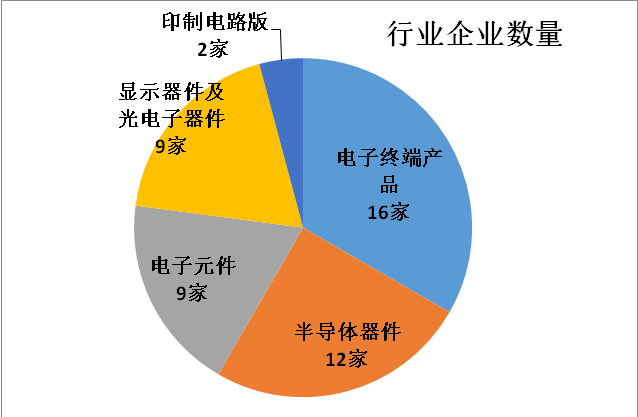 行业企业数量
印制电路版
2家
显示器件及
光电子器件
9家
电子终端产
品
16家
电子元件
9家
半导体器件
12家